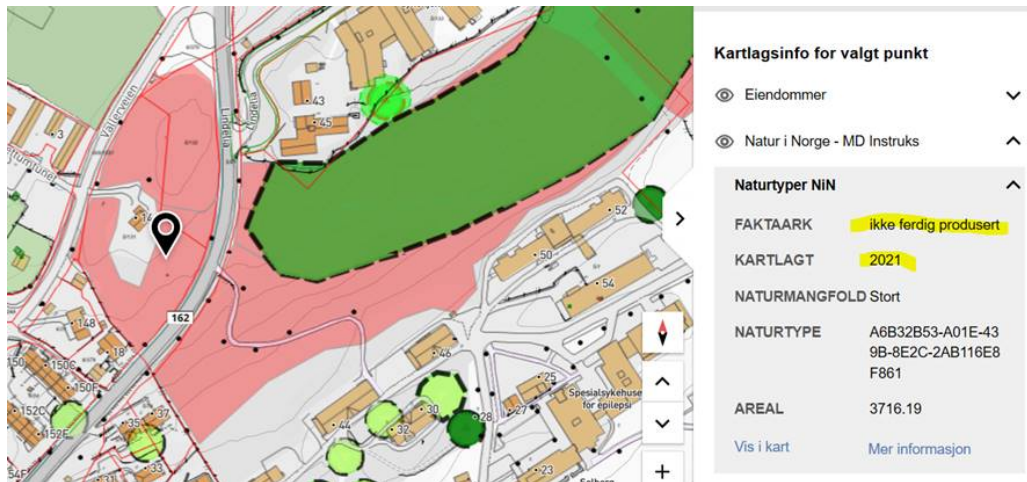 Vallerveien
3
Lindelia
43
45
52
50
54
162
148
18
150
150C
150F
152C
152F
46
25
Spesialsykehuse
for epilepsi
37
35
33
44
30
32
28
27
23
Solberg
Kartlagsinfo for valgt punkt
Eiendommer
Natur i Norge - MD Instruks
Naturtyper NiN
FAKTAARK ikke ferdig produsert
KARTLAGT 2021
NATURMANGFOLD Stort
NATURTYPE A6B32B53-A01E-43
9B-8E2C-2AB116E8
F861
AREAL 3716.19
Vis i kart Mer informasjon